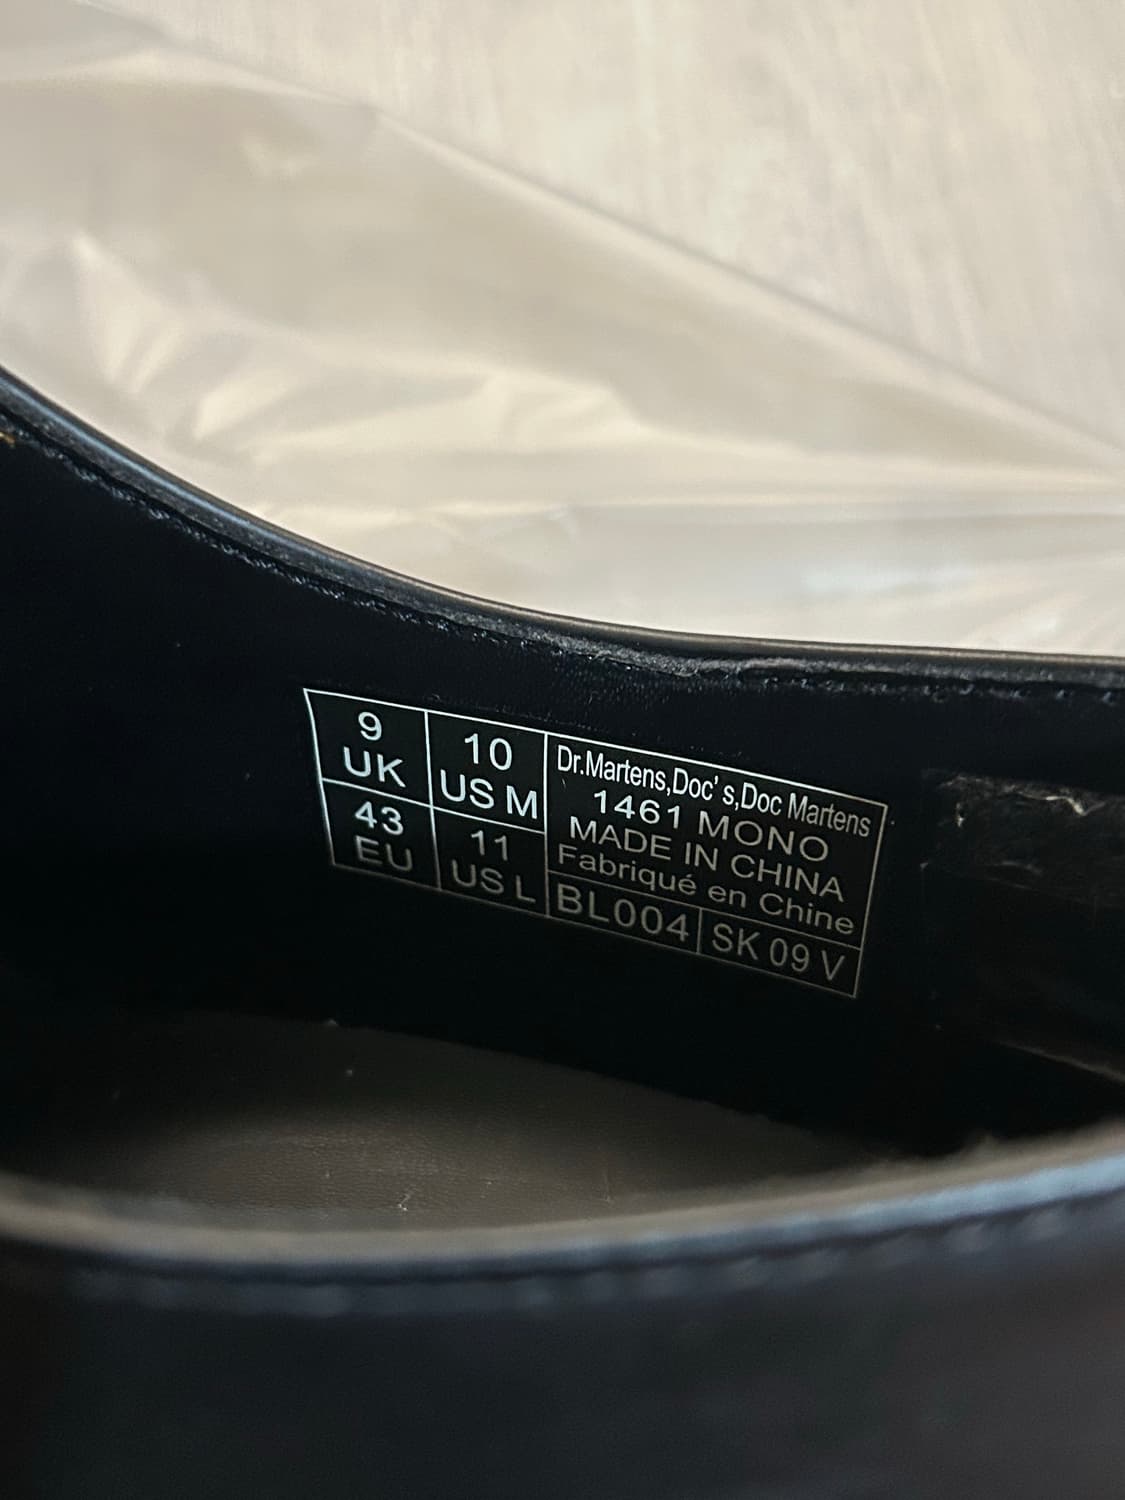 9
UK
10
US M
43
EU
11
US L
Dr.Martens,Doc's,Doc Martens
1461 MONO
MADE IN CHINA
Fabriqué en Chine
BL004
SK 09 V